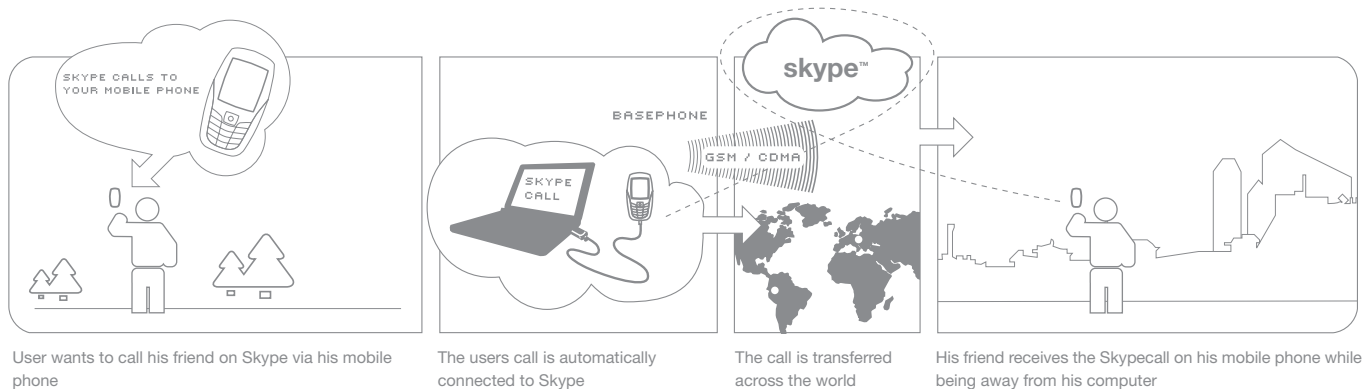 SKYPE CALLS TO
YOUR MOBILE PHONE
BASEPHONE
SKYPE
CALL
GSM / CDMA
skype™
User wants to call his friend on Skype via his mobile
phone
The users call is automatically
connected to Skype
The call is transferred
across the world
His friend receives the Skypecall on his mobile phone while
being away from his computer